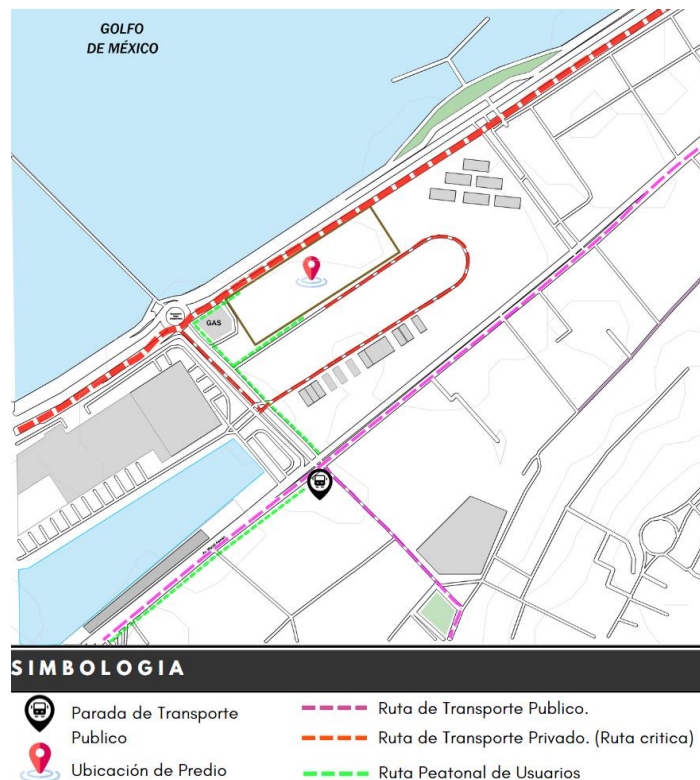 GOLFO
DE MÉXICO
GAS
SIMBOLOGIA
Parada de Transporte
Publico
Ubicación de Predio
Ruta de Transporte Publico.
Ruta de Transporte Privado. (Ruta critica)
Ruta Peatonal de Usuarios